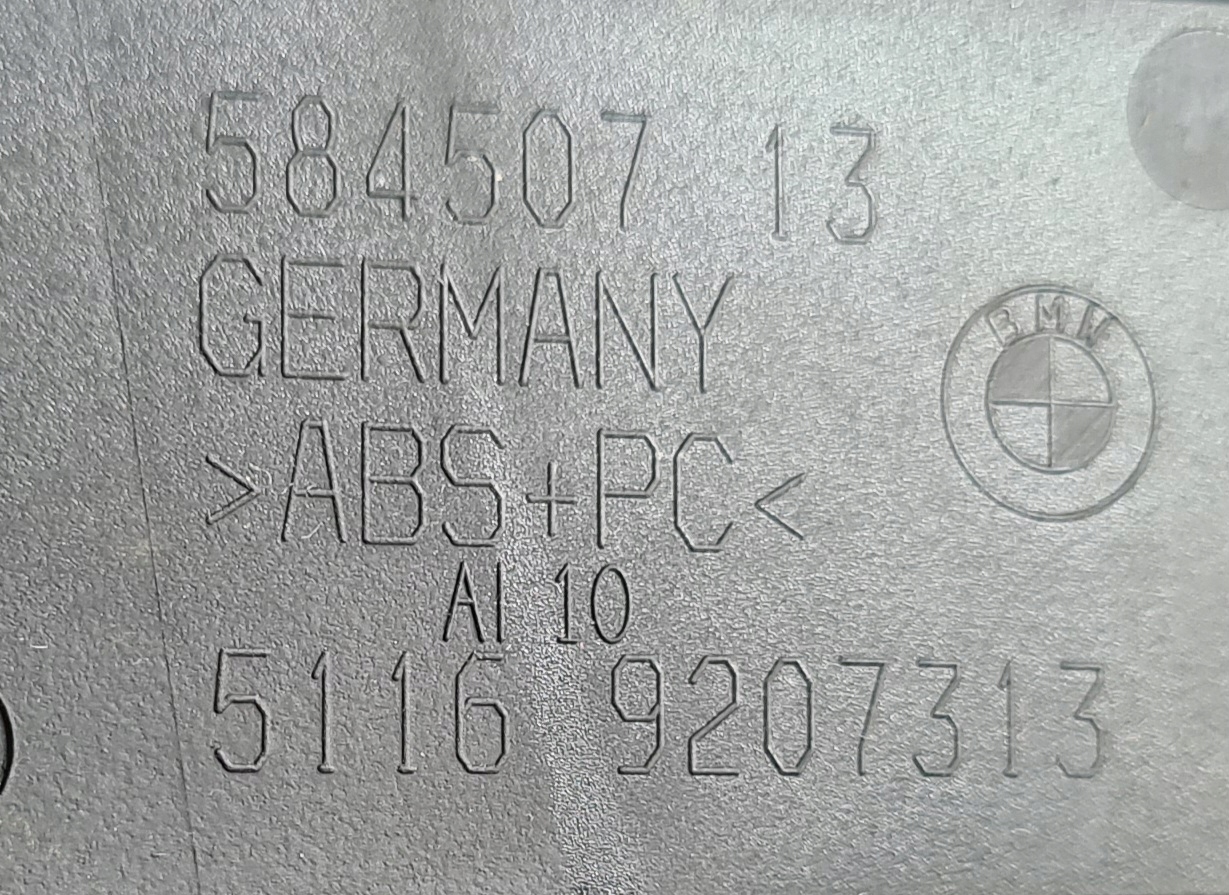 584507 13
GERMANY
BMW
>ABS+PC<
AI 10
5116 9207313